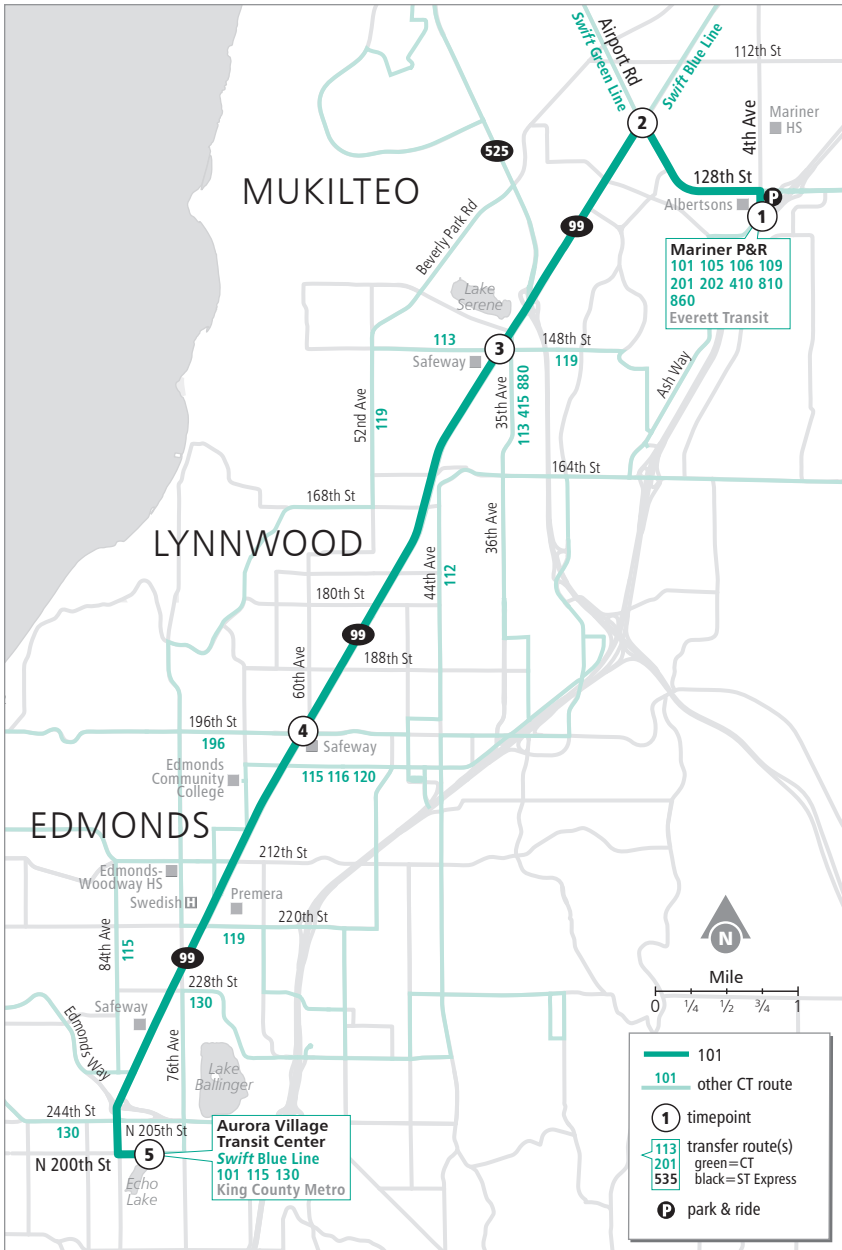 Airport Rd
Swift Green Line
Swift Blue Line
112th St
2
4th Ave
Mariner
HS
525
MUKILTEO
128th St
P
Albertsons
1
99
Beverly Park Rd
Mariner P&R
101 105 106 109
201 202 410 810
860
Everett Transit
Lake
Serene
113
3
148th St
Safeway
119
35th Ave
113 415 880
Ash Way
52nd Ave
119
164th St
168th St
36th Ave
LYNNWOOD
44th Ave
112
180th St
99
188th St
60th Ave
196th St
4
196
Safeway
Edmonds
Community
College
115 116 120
EDMONDS
212th St
Edmonds-
Woodway HS
Premera
Swedish H
220th St
84th Ave
115
119
N
99
Mile
228th St
130
0 ¼ ½ ¾ 1
Safeway
Edmonds Way
76th Ave
Lake
Ballinger
101
101
other CT route
244th St
130
N 205th St
1 timepoint
Aurora Village
Transit Center
Swift Blue Line
101 115 130
King County Metro
N 200th St
5
Echo
Lake
113 transfer route(s)
201 green=CT
535 black=ST Express
P park & ride